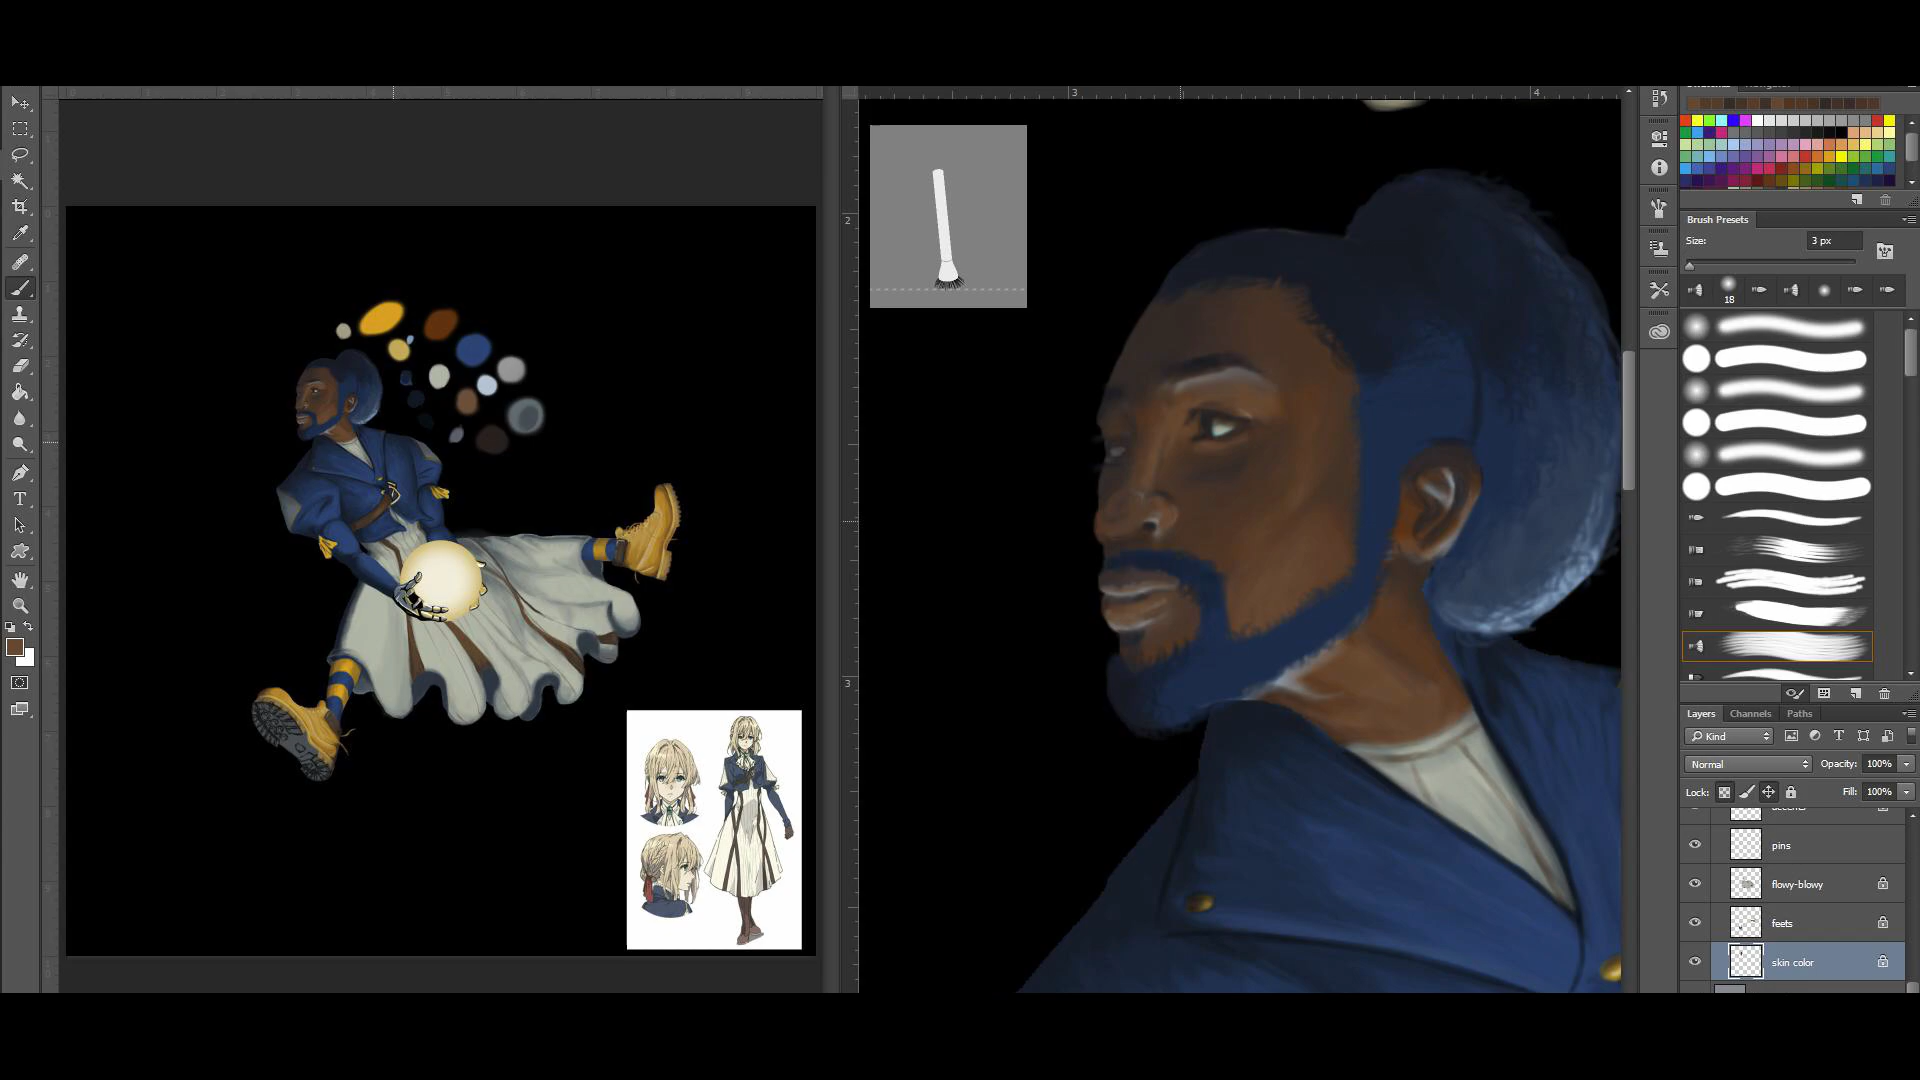 3
4
2
3
Brush Presets
Size:
3 px
18
Layers
Channels
Paths
Kind
Normal
Opacity:
100%
Lock:
Fill:
100%
pins
flowy-blowy
feets
skin color
T
T